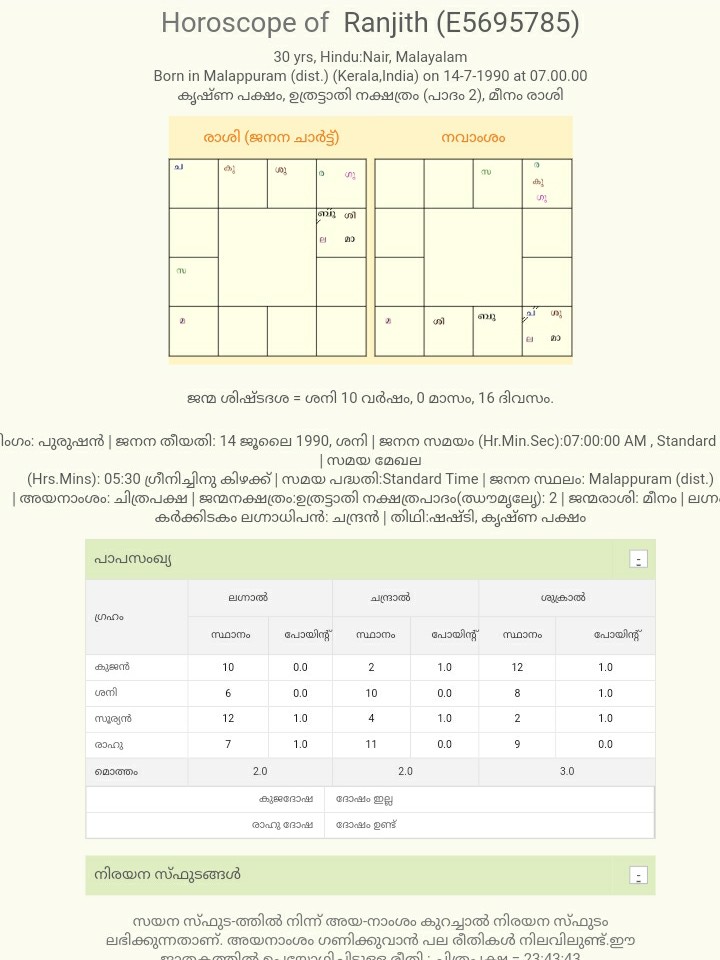 Horoscope of Ranjith (E5695785)
30 yrs, Hindu:Nair, Malayalam
Born in Malappuram (dist.) (Kerala,India) on 14-7-1990 at 07.00.00
കൃഷ്ണ പക്ഷം, ഉത്രട്ടാതി നക്ഷത്രം (പാദം 2), മീനം രാശി
രാശി (ജനന ചാർട്ട്) നവാംശം
ച കു ശു ര ഗു സ ര കു ഗു
ബു ശി
ല മാ
സ
മ മ ശി ബു ച ശു
ല മാ
ജന്മ ശിഷ്ടദശ = ശനി 10 വർഷം, 0 മാസം, 16 ദിവസം.
ിംഗം: പുരുഷൻ | ജനന തീയതി: 14 ജൂലൈ 1990, ശനി | ജനന സമയം (Hr.Min.Sec):07:00:00 AM , Standard
| സമയ മേഖല
(Hrs.Mins): 05:30 ഗ്രീനിച്ചിനു കിഴക്ക് | സമയ പദ്ധതി:Standard Time | ജനന സ്ഥലം: Malappuram (dist.)
| അയനാംശം: ചിത്രപക്ഷ | ജന്മനക്ഷത്രം:ഉത്രട്ടാതി നക്ഷത്രപാദം(ഝൗമൃല്യേ): 2 | ജന്മരാശി: മീനം | ലഗ്നം
കർക്കിടകം ലഗ്നാധിപൻ: ചന്ദ്രൻ | തിഥി:ഷഷ്ടി, കൃഷ്ണ പക്ഷം
പാപസംഖ്യ -
ഗ്രഹം ലഗ്നാൽ ചന്ദ്രാൽ ശുക്രാൽ
സ്ഥാനം പോയിന്റ് സ്ഥാനം പോയിന്റ് സ്ഥാനം പോയിന്റ്
കുജൻ 10 0.0 2 1.0 12 1.0
ശനി 6 0.0 10 0.0 8 1.0
സൂര്യൻ 12 1.0 4 1.0 2 1.0
രാഹു 7 1.0 11 0.0 9 0.0
മൊത്തം 2.0 2.0 3.0
കുജദോഷ ദോഷം ഇല്ല
രാഹു ദോഷ ദോഷം ഉണ്ട്
നിരയന സ്ഫുടങ്ങൾ -
സയന സ്ഫുട-ത്തിൽ നിന്ന് അയ-നാംശം കുറച്ചാൽ നിരയന സ്ഫുടം
ലഭിക്കുന്നതാണ്. അയനാംശം ഗണിക്കുവാൻ പല രീതികൾ നിലവിലുണ്ട്.ഈ
ജാതകത്തിൽ ഉപയോഗിച്ചിട്ടുള്ള രീതി : ചിത്രപക്ഷ = 23:43:43